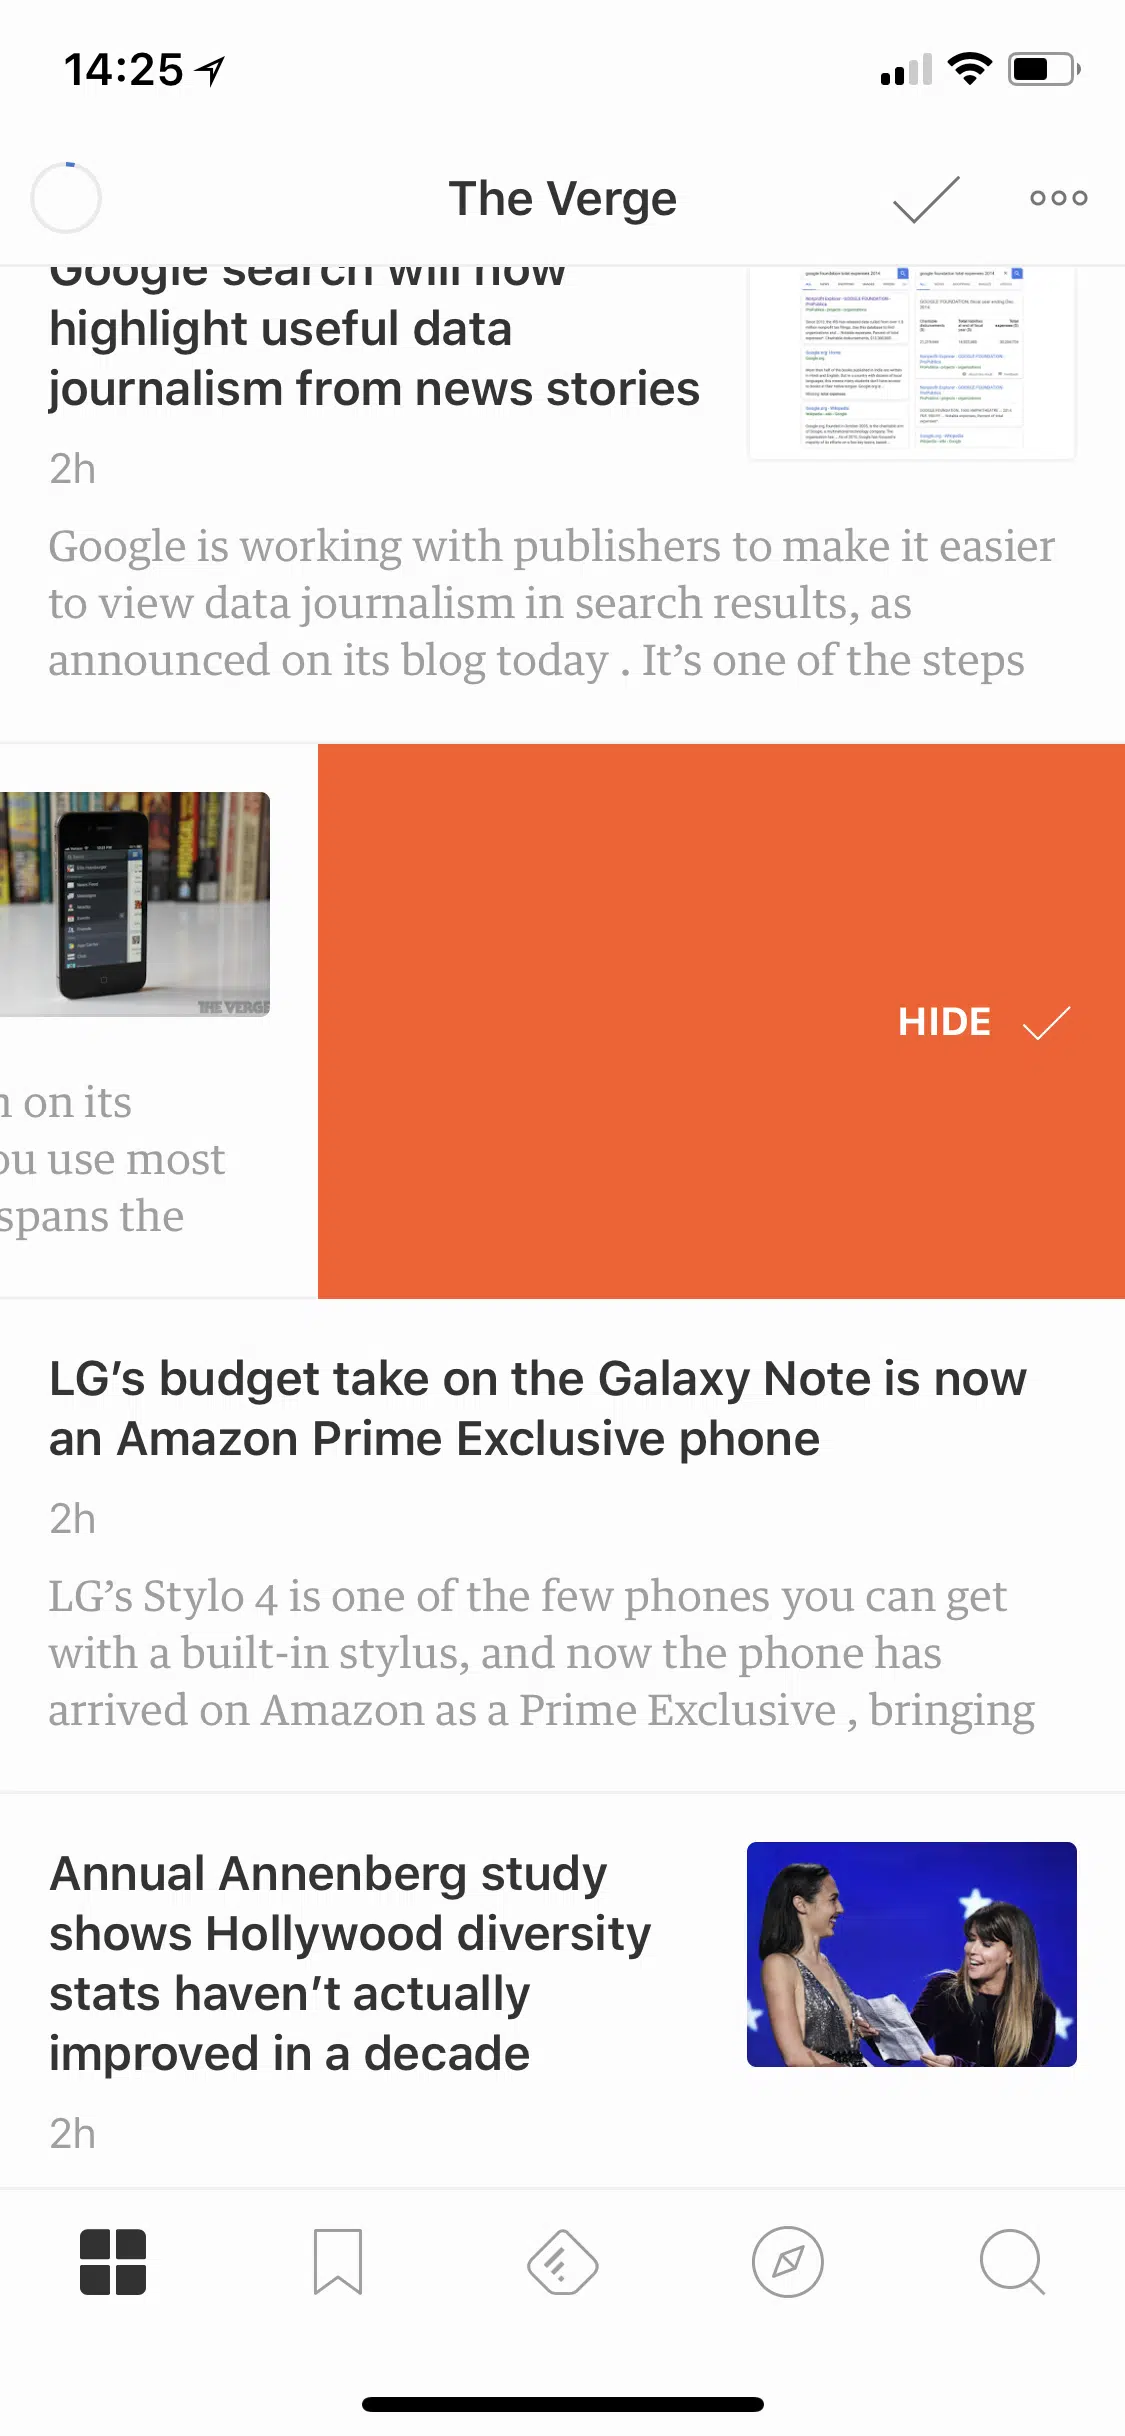 14:25
The Verge
Google search will now
highlight useful data
journalism from news stories
2h
Google is working with publishers to make it easier
to view data journalism in search results, as
announced on its blog today . It’s one of the steps
THE VERGE
HIDE
on its
ou use most
spans the
LG’s budget take on the Galaxy Note is now
an Amazon Prime Exclusive phone
2h
LG’s Stylo 4 is one of the few phones you can get
with a built-in stylus, and now the phone has
arrived on Amazon as a Prime Exclusive , bringing
Annual Annenberg study
shows Hollywood diversity
stats haven’t actually
improved in a decade
2h